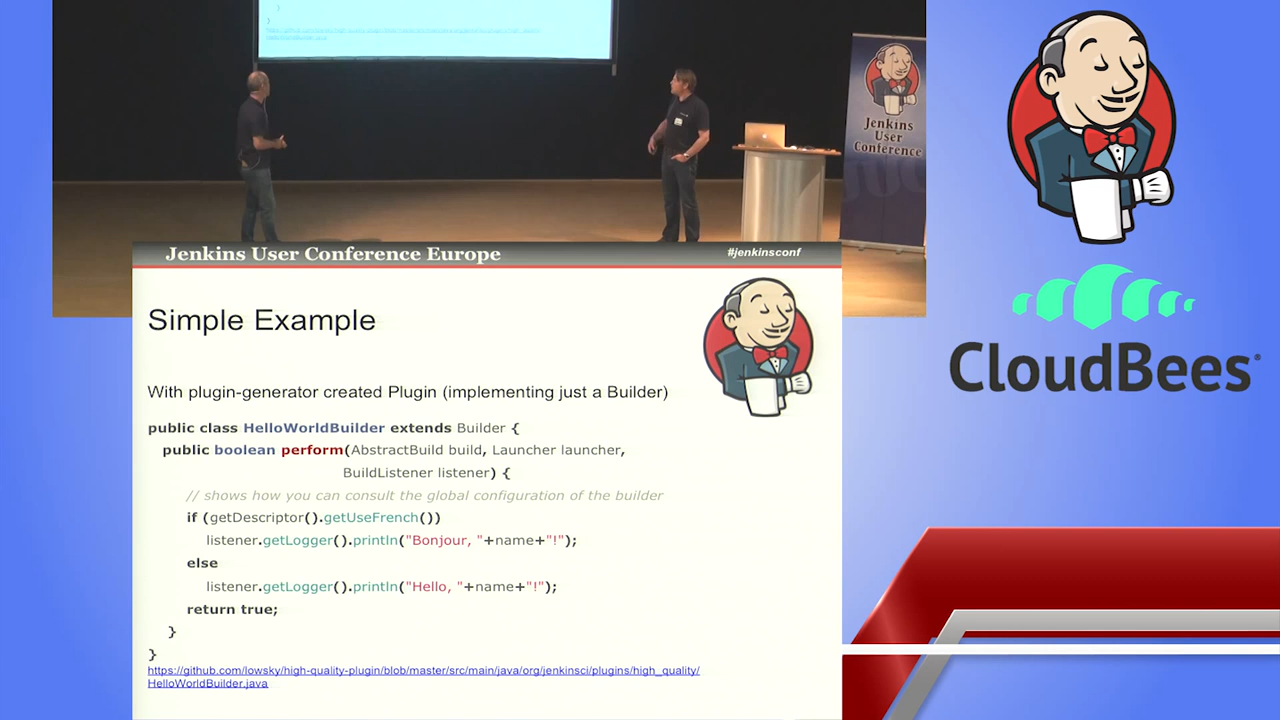 Jenkins
User
Conference
CloudBees
Jenkins User Conference Europe
#jenkinsconf
Simple Example
With plugin-generator created Plugin (implementing just a Builder)
public class HelloWorldBuilder extends Builder {
public boolean perform(AbstractBuild build, Launcher launcher,
BuildListener listener) {
// shows how you can consult the global configuration of the builder
if (getDescriptor().getUseFrench())
listener.getLogger().println("Bonjour, "+name+"!");
else
listener.getLogger().println("Hello, "+name+"!");
return true;
}
}
https://github.com/lowsky/high-quality-plugin/blob/master/src/main/java/org/jenkinsci/plugins/high_quality/
HelloWorldBuilder.java